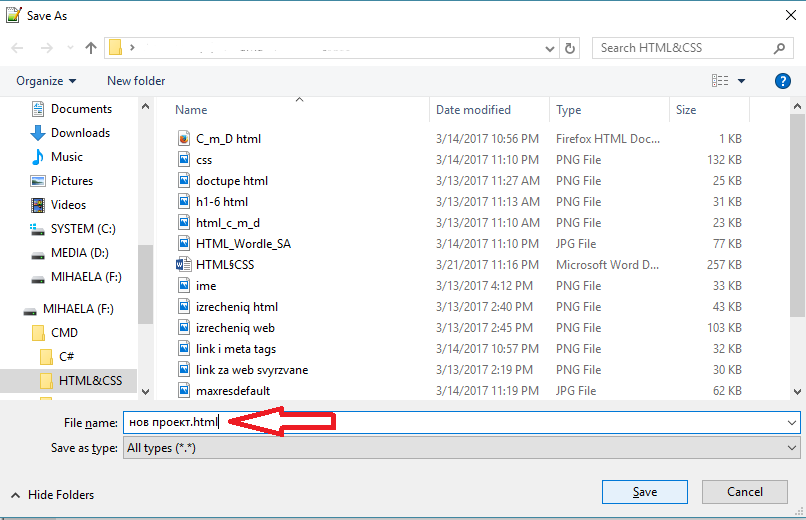 Save As
Search HTML&CSS
Organize New folder
Name Date modified Type Size
Documents
Downloads
Music
Pictures
Videos
SYSTEM (C:)
MEDIA (D:)
MIHAELA (F:)
MIHAELA (F:)
CMD
C#
HTML&CSS
C_m_D html 3/14/2017 10:56 PM Firefox HTML Doc... 1 KB
css 3/14/2017 11:10 PM PNG File 132 KB
doctupe html 3/13/2017 11:27 AM PNG File 25 KB
h1-6 html 3/13/2017 11:13 AM PNG File 31 KB
html_c_m_d 3/13/2017 11:10 AM PNG File 23 KB
HTML_Wordle_SA 3/14/2017 11:10 PM JPG File 77 KB
HTML§CSS 3/21/2017 11:16 PM Microsoft Word D... 257 KB
ime 3/13/2017 4:12 PM PNG File 33 KB
izrecheniq html 3/13/2017 2:40 PM PNG File 43 KB
izrecheniq web 3/13/2017 2:45 PM PNG File 103 KB
link i meta tags 3/14/2017 10:57 PM PNG File 32 KB
link za web svyrzvane 3/13/2017 2:19 PM PNG File 30 KB
maxresdefault 3/14/2017 11:19 PM JPG File 62 KB
File name: нов проект.html
Save as type: All types (*.*)
Hide Folders Save Cancel